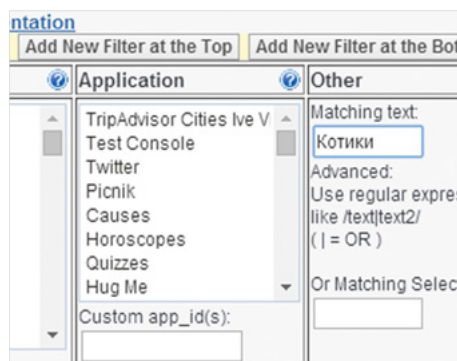 ntation
Add New Filter at the Top
Add New Filter at the Bot
Application
Other
TripAdvisor Cities Ive V
Test Console
Twitter
Picnik
Causes
Horoscopes
Quizzes
Hug Me
Custom app_id(s):
Matching text:
Котики
Advanced:
Use regular expres
like /text|text2/
( | = OR )
Or Matching Selec